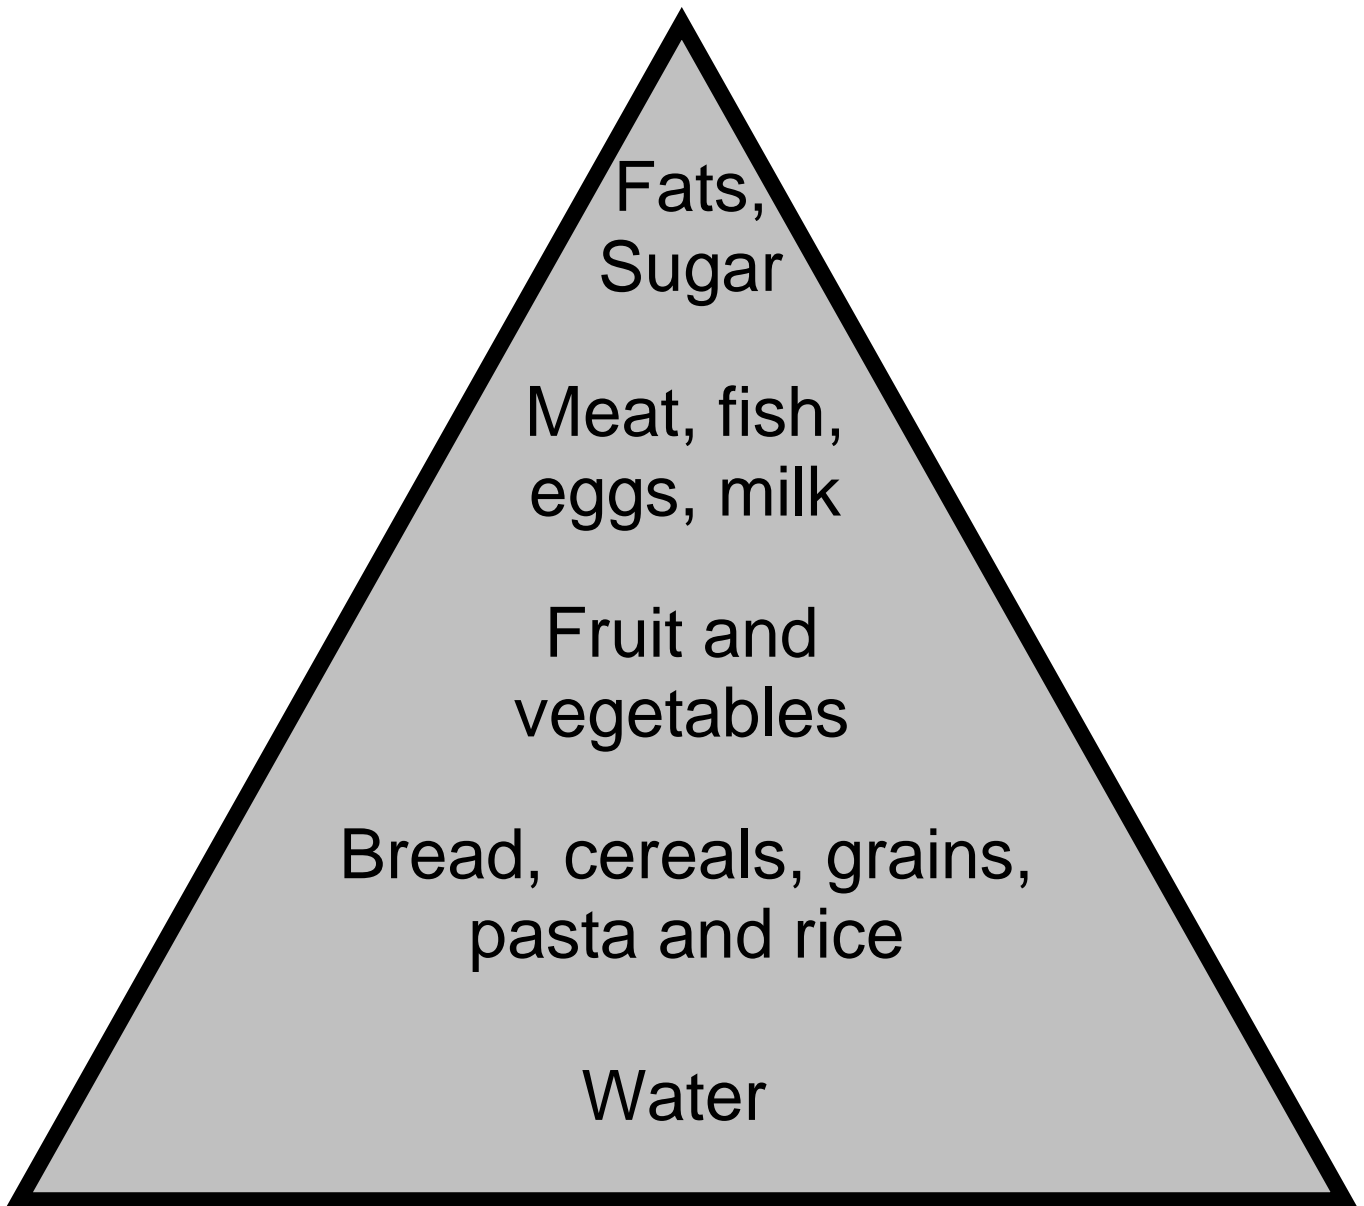 Fats,
Sugar
Meat, fish,
eggs, milk
Fruit and
vegetables
Bread, cereals, grains,
pasta and rice
Water